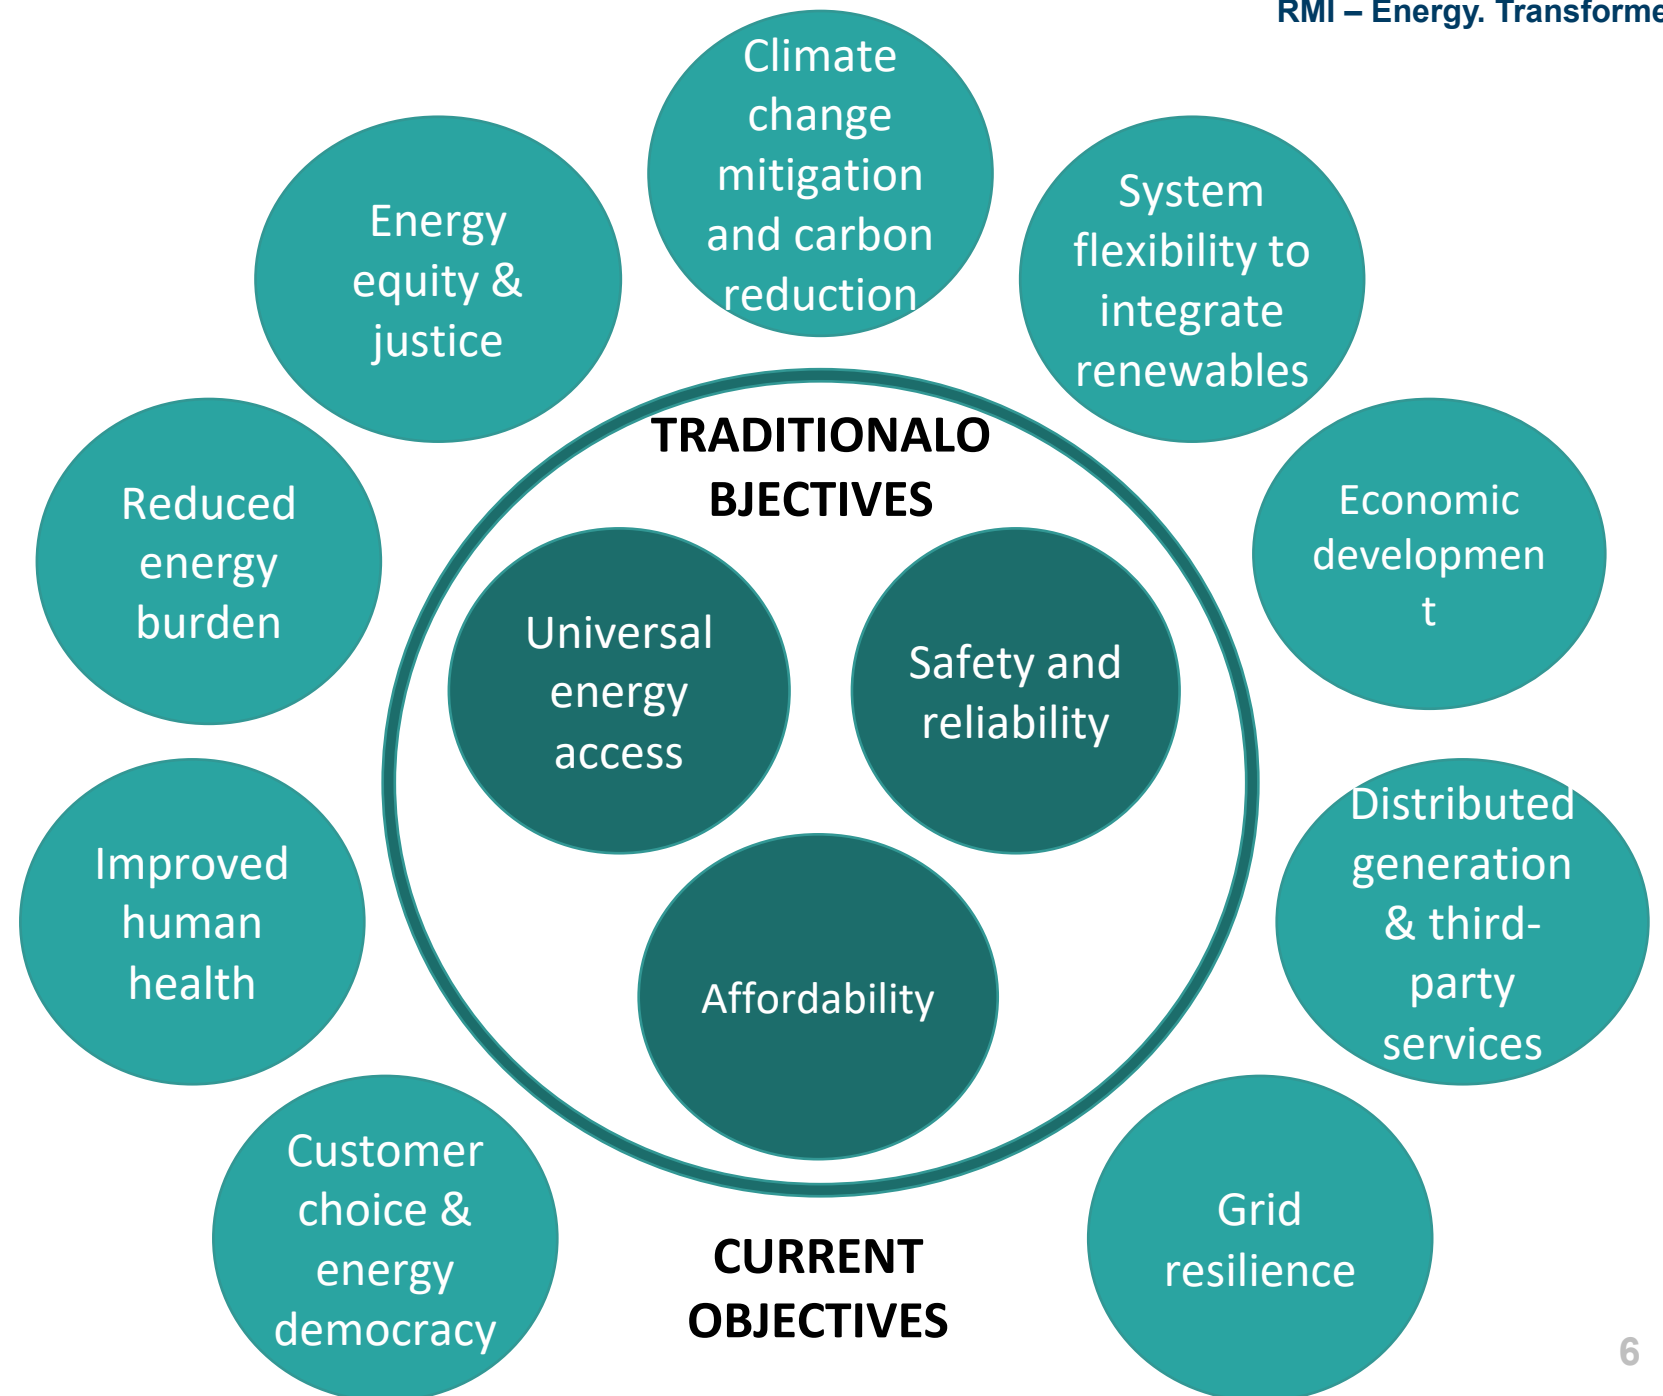 RMI – Energy. Transforme
Climate
change
mitigation
and carbon
reduction
Energy
equity &
justice
System
flexibility to
integrate
renewables
TRADITIONALO
BJECTIVES
Reduced
energy
burden
Economic
developmen
t
Universal
energy
access
Safety and
reliability
Improved
human
health
Distributed
generation
& third-
party
services
Affordability
Customer
choice &
energy
democracy
CURRENT
OBJECTIVES
Grid
resilience
6